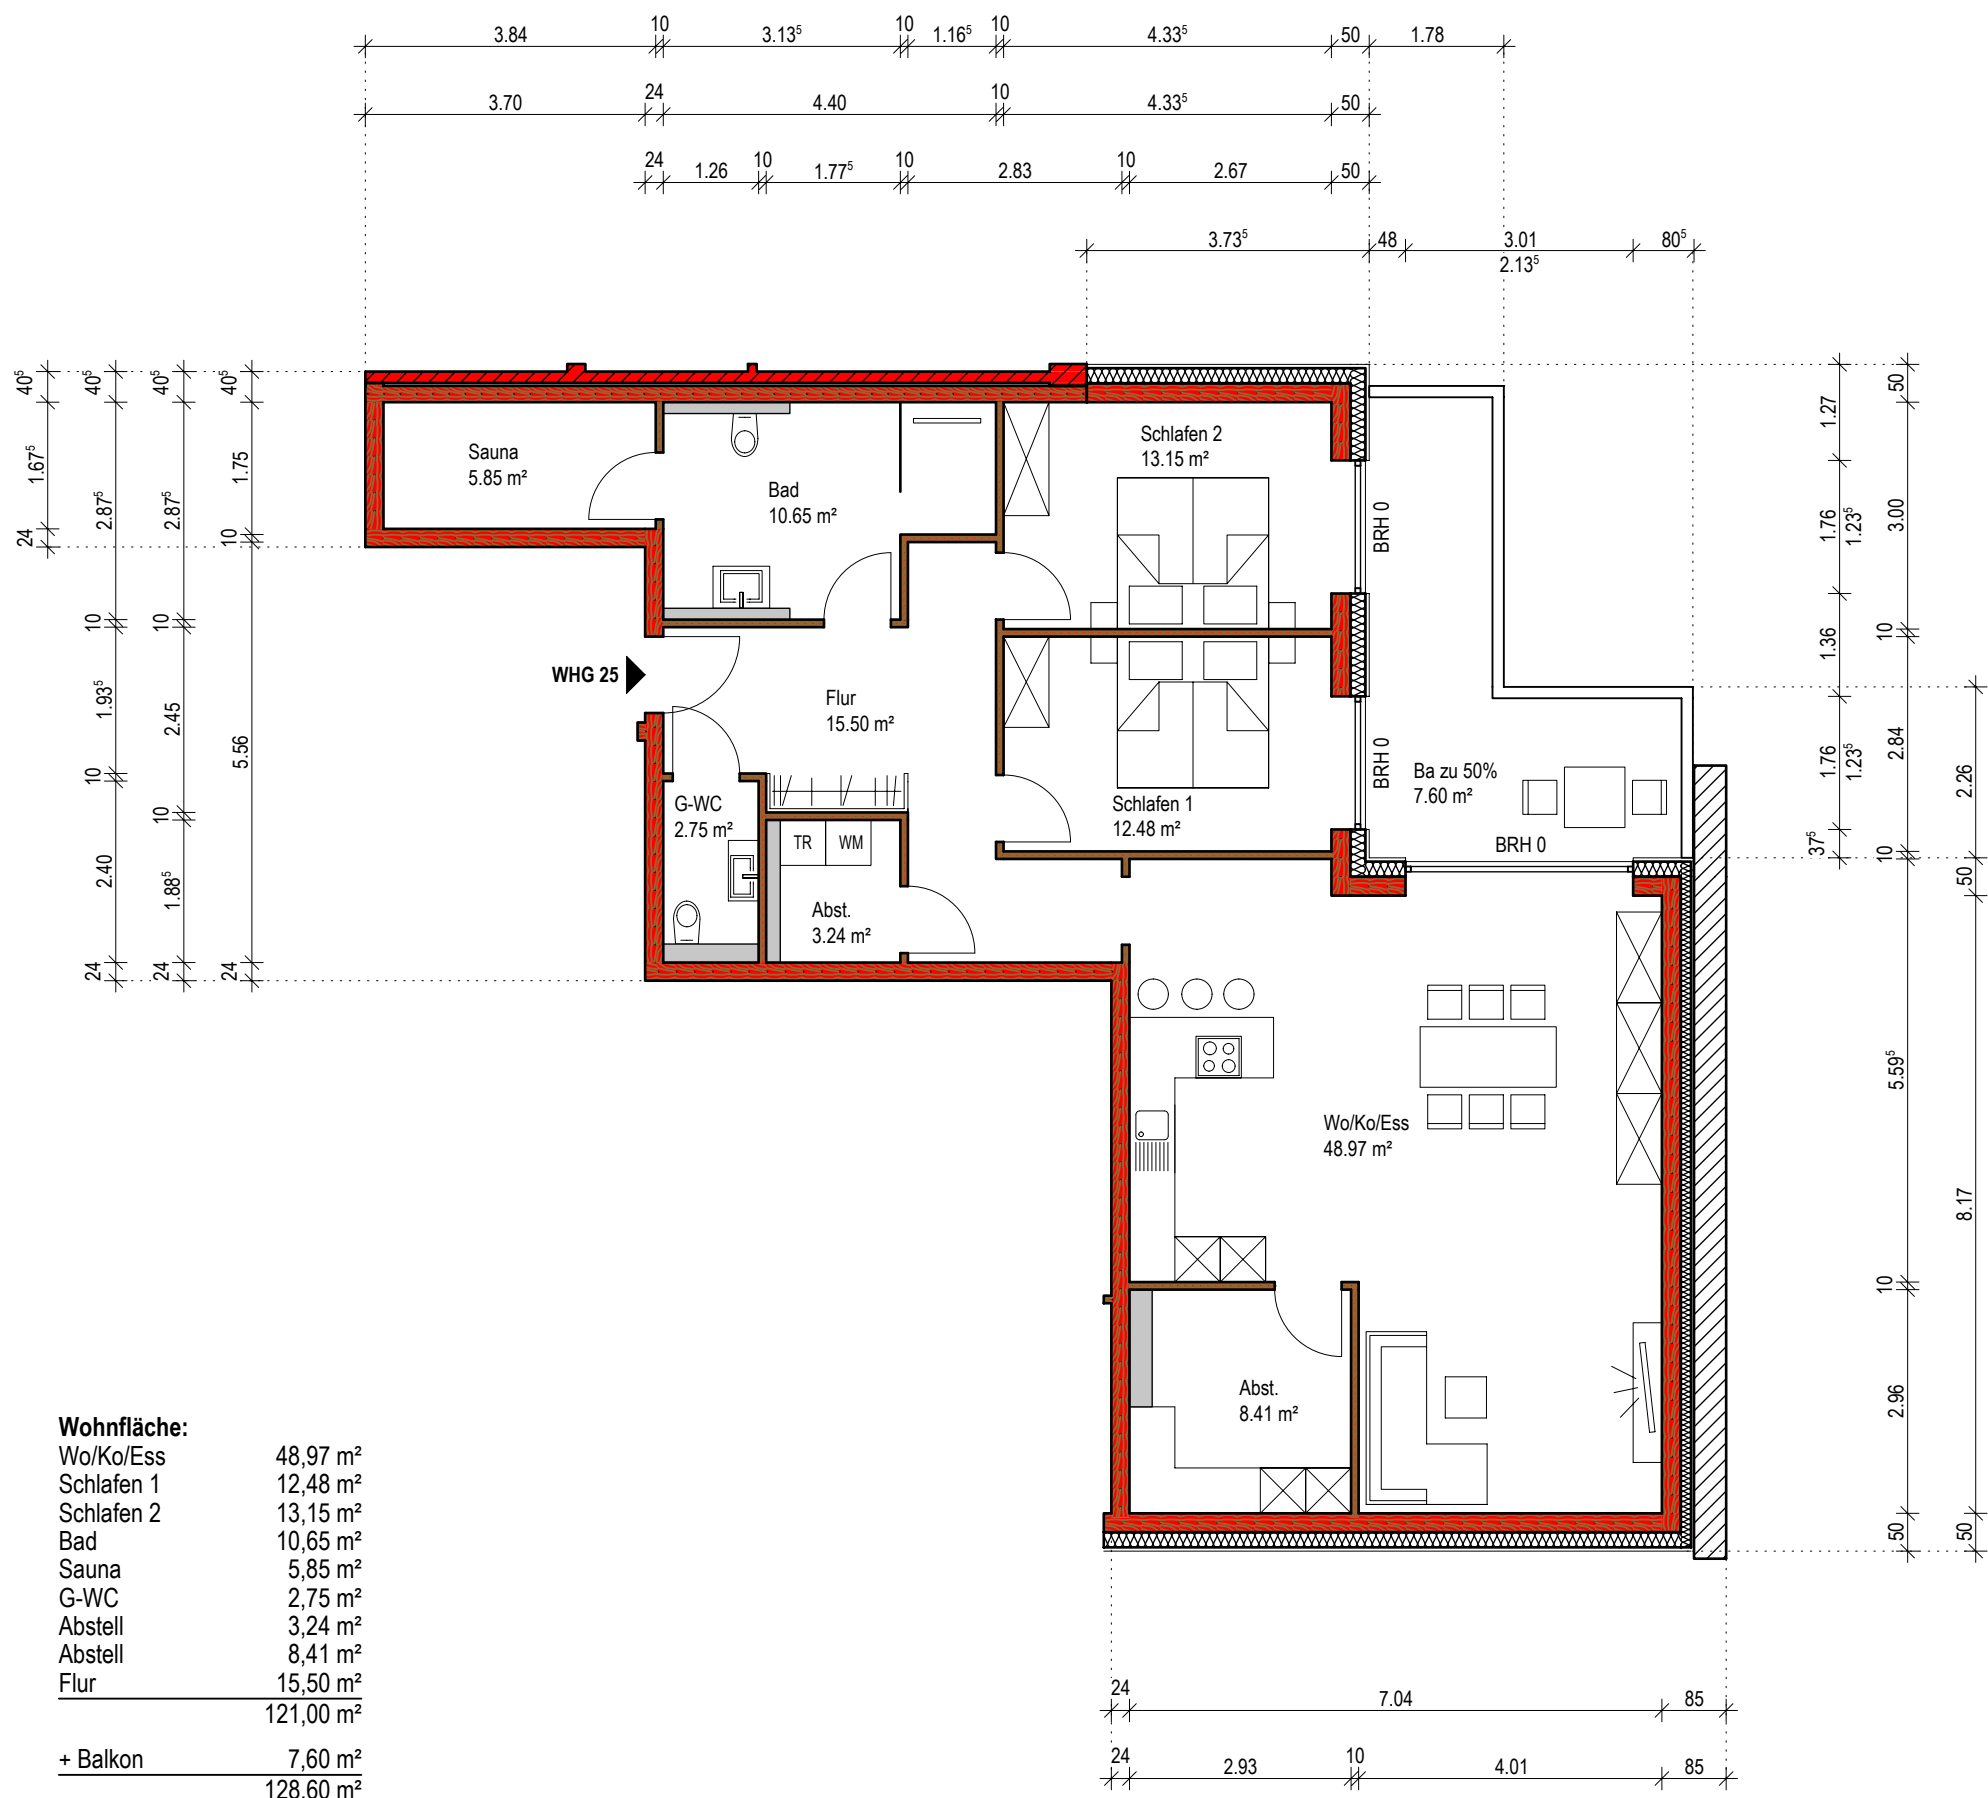 3.84 10 3.13⁵ 10 1.16⁵ 10 4.33⁵ 50 1.78
3.70 24 4.40 10 4.33⁵ 50
24 1.26 10 1.77⁵ 10 2.83 10 2.67 50
3.73⁵ 48 3.01 80⁵
2.13⁵
40⁵ 1.67⁵ 24
40⁵ 2.87⁵ 10 1.93⁵ 10 2.40 24
40⁵ 2.87⁵ 10 2.45 10 1.88⁵ 24
40⁵ 1.75 10 5.56 24
Sauna
5.85 m²
Bad
10.65 m²
Schlafen 2
13.15 m²
BRH 0
WHG 25
Flur
15.50 m²
G-WC
2.75 m²
TR WM
Abst.
3.24 m²
Schlafen 1
12.48 m²
BRH 0
Ba zu 50%
7.60 m²
BRH 0
Wo/Ko/Ess
48.97 m²
Abst.
8.41 m²
1.27 1.76 1.36 1.76 37⁵
1.23⁵ 1.23⁵
50 3.00 10 2.84 10 5.59⁵ 10 2.96 50
2.26 50 8.17 50
Wohnfläche:
Wo/Ko/Ess 48,97 m²
Schlafen 1 12,48 m²
Schlafen 2 13,15 m²
Bad 10,65 m²
Sauna 5,85 m²
G-WC 2,75 m²
Abstell 3,24 m²
Abstell 8,41 m²
Flur 15,50 m²
121,00 m²
+ Balkon 7,60 m²
128,60 m²
24 7.04 85
24 2.93 10 4.01 85